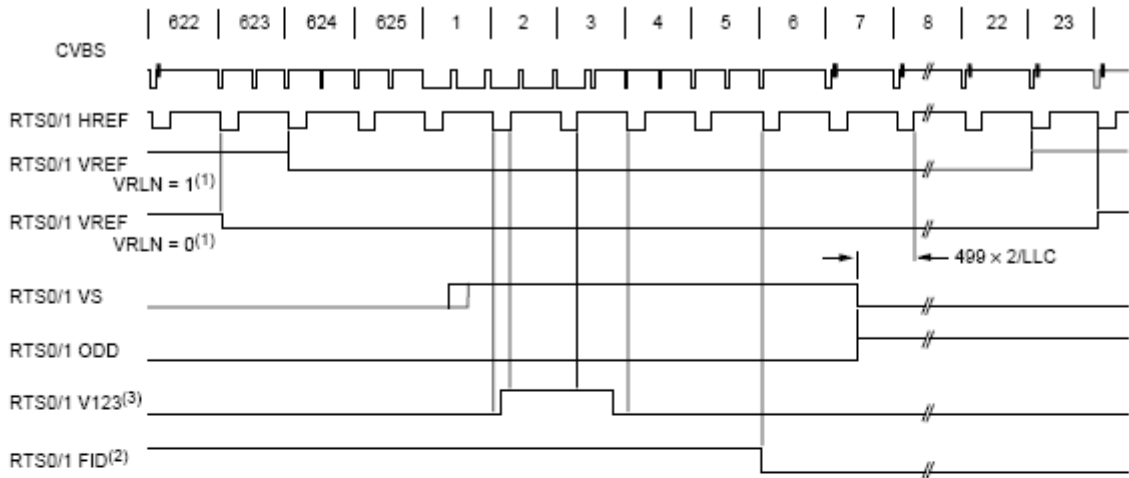 622 623 624 625 1 2 3 4 5 6 7 8 22 23
CVBS
RTS0/1 HREF
RTS0/1 VREF
VRLN = 1(1)
RTS0/1 VREF
VRLN = 0(1)
499 × 2/LLC
RTS0/1 VS
RTS0/1 ODD
RTS0/1 V123(3)
RTS0/1 FID(2)